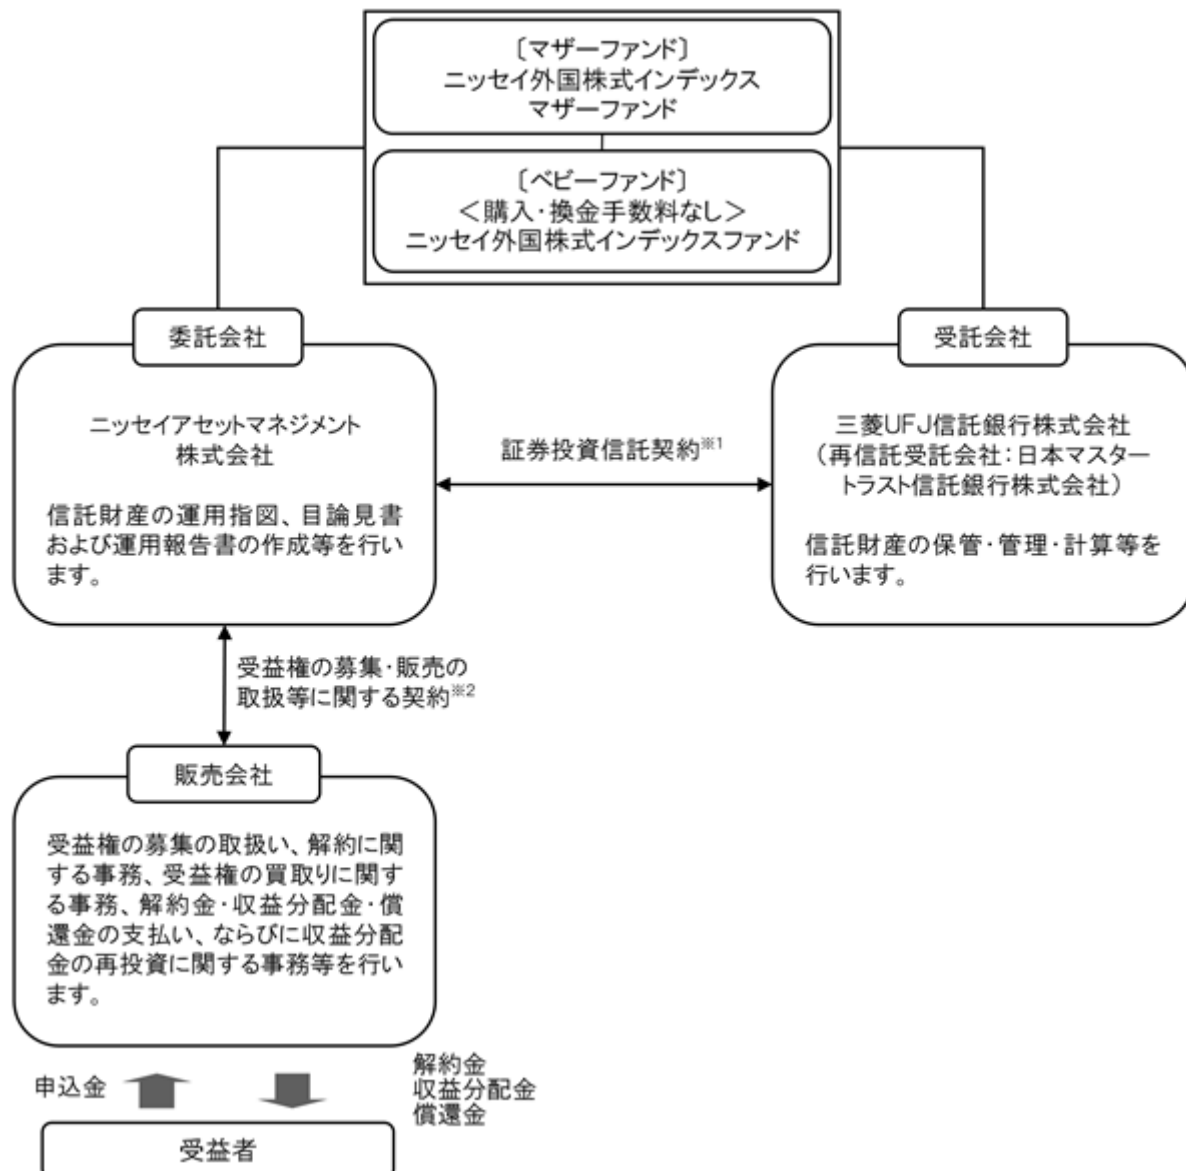 〔マザーファンド〕
ニッセイ外国株式インデックス
マザーファンド
〔ベビーファンド〕
＜購入・換金手数料なし＞
ニッセイ外国株式インデックスファンド
委託会社
ニッセイアセットマネジメント
株式会社
信託財産の運用指図、目論見書
および運用報告書の作成等を行い
ます。
証券投資信託契約※1
受託会社
三菱UFJ信託銀行株式会社
（再信託受託会社：日本マスター
トラスト信託銀行株式会社）
信託財産の保管・管理・計算等を
行います。
受益権の募集・販売の
取扱等に関する契約※2
販売会社
受益権の募集の取扱い、解約に関
する事務、受益権の買取りに関す
る事務、解約金・収益分配金・償
還金の支払い、ならびに収益分配
金の再投資に関する事務等を行い
ます。
申込金
解約金
収益分配金
償還金
受益者